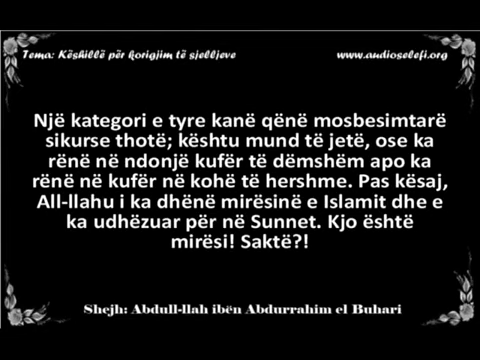 Tema: Këshillë për korigjim të sjelljeve
www.audioselefi.org
Një kategori e tyre kanë qënë mosbesimtarë
sikurse thotë; kështu mund të jetë, ose ka
rënë në ndonjë kufër të dëmshëm apo ka
rënë në kufër në kohë të hershme. Pas kësaj,
All-llahu i ka dhënë mirësinë e Islamit dhe e
ka udhëzuar për në Sunnet. Kjo është
mirësi! Saktë?!
Shejh: Abdull-llah ibën Abdurrahim el Buhari